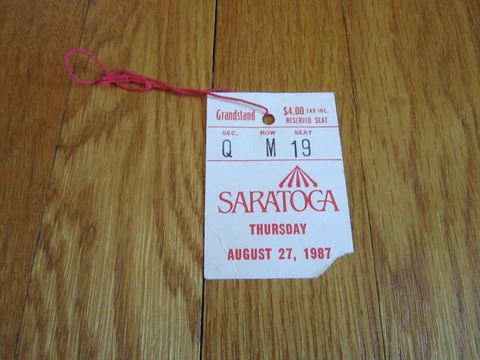 Grandstand $4.00 TAX INC.
RESERVED SEAT
SEC. ROW SEAT
Q M 19
SARATOGA
THURSDAY
AUGUST 27, 1987